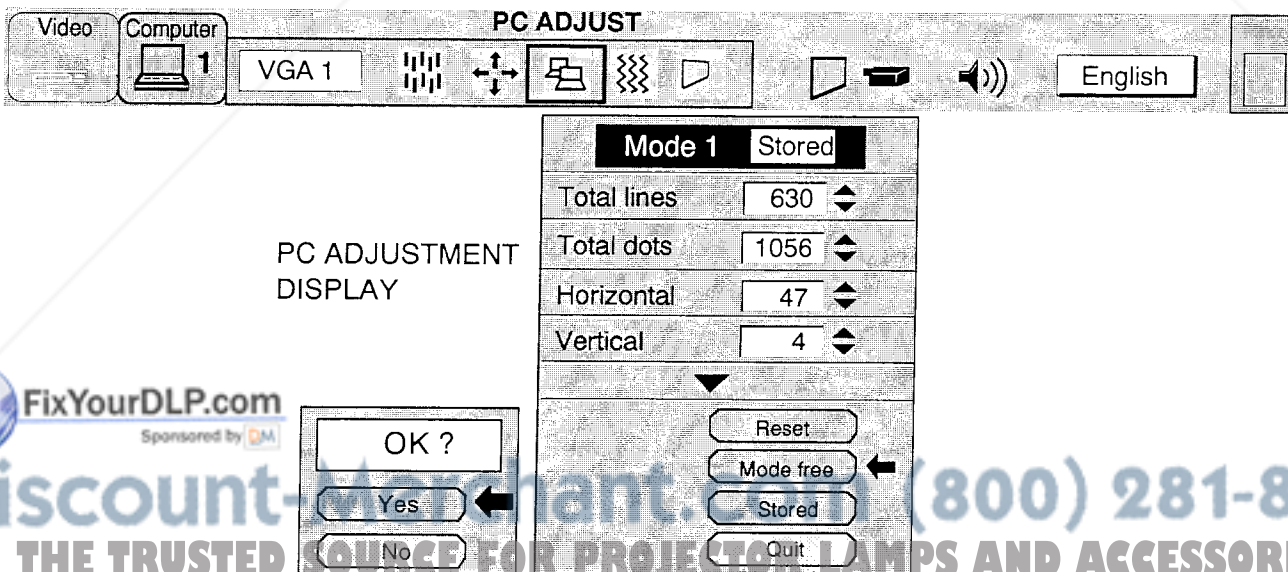 PC ADJUST
Video
Computer
1
VGA 1
English
Mode 1 Stored
Total lines 630
Total dots 1056
Horizontal 47
Vertical 4
PC ADJUSTMENT
DISPLAY
Reset
Mode free
Stored
Quit
OK ?
Yes
No
FixYourDLP.com
Sponsored by DM
iscount-Merchant.com (800) 281-8
THE TRUSTED SOURCE FOR PROJECTOR LAMPS AND ACCESSORI